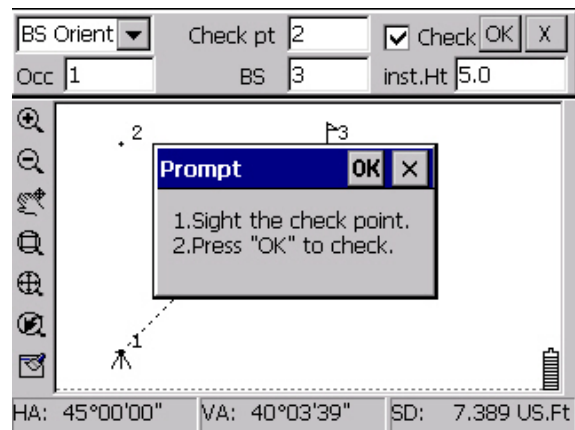 BS Orient Check pt 2 Check OK X
Occ 1 BS 3 inst.Ht 5.0
2 3
Prompt OK ×
1.Sight the check point.
2.Press "OK" to check.
1
HA: 45°00'00" VA: 40°03'39" SD: 7.389 US.Ft